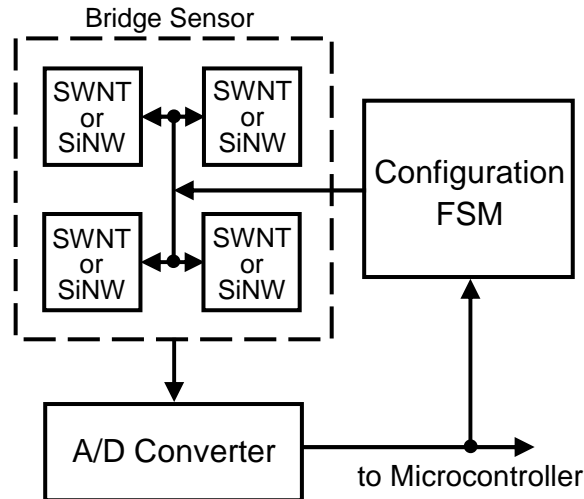 Bridge Sensor
SWNT
or
SiNW
SWNT
or
SiNW
SWNT
or
SiNW
SWNT
or
SiNW
Configuration
FSM
A/D Converter
to Microcontroller